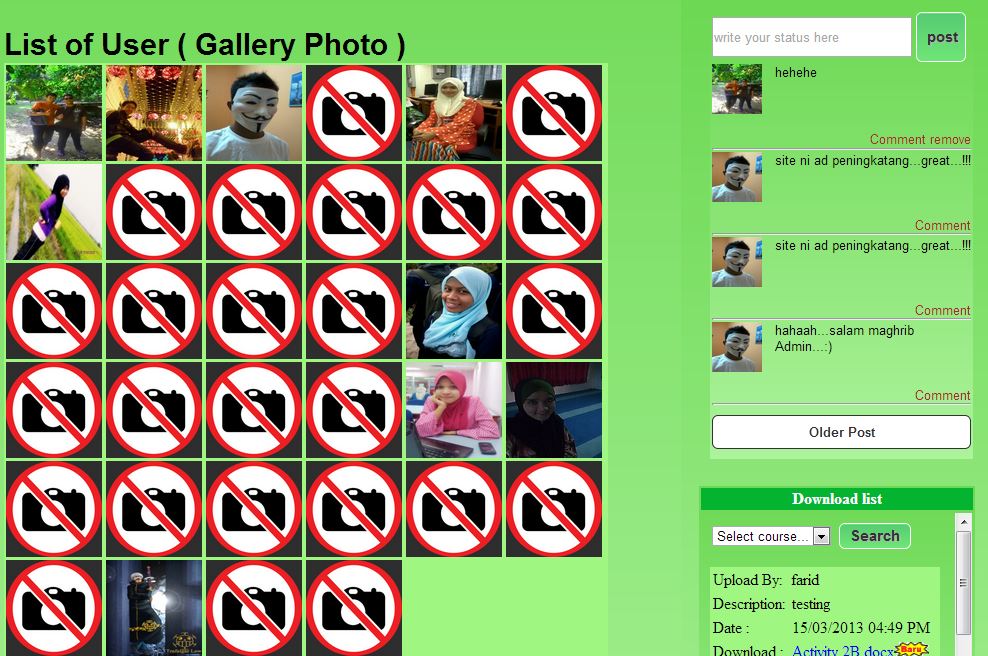 List of User ( Gallery Photo )
write your status here
post
hehehe
Comment remove
site ni ad peningkatang...great...!!!
Comment
site ni ad peningkatang...great...!!!
Comment
hahaah...salam maghrib
Admin...:)
Comment
Older Post
Download list
Select course...
Search
Upload By: farid
Description: testing
Date : 15/03/2013 04:49 PM
Download : Activity 2B.docx Baru